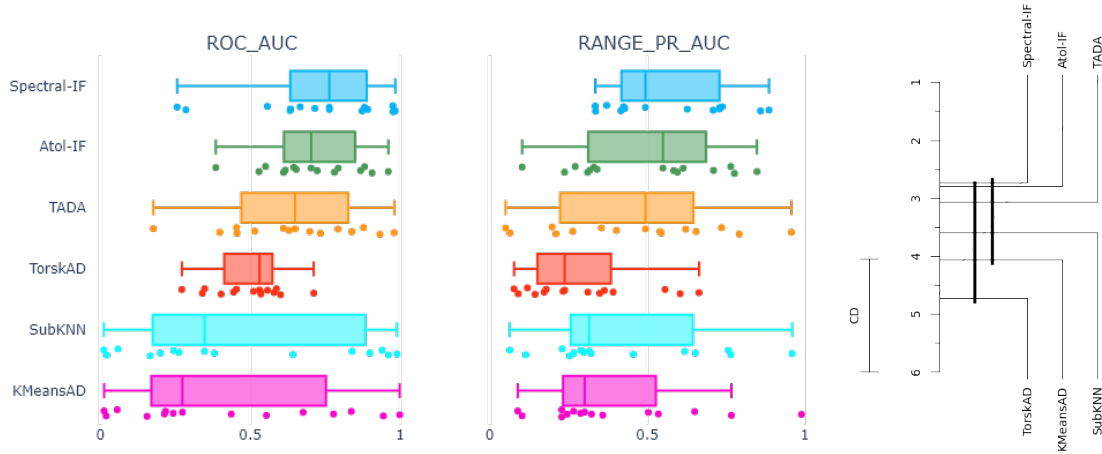 ROC_AUC
RANGE_PR_AUC
Spectral-IF
Atol-IF
TADA
TorskAD
SubKNN
KMeansAD
0
0.5
1
0
0.5
1
Spectral-IF
Atol-IF
TADA
1
2
3
4
5
6
CD
TorskAD
KMeansAD
SubKNN